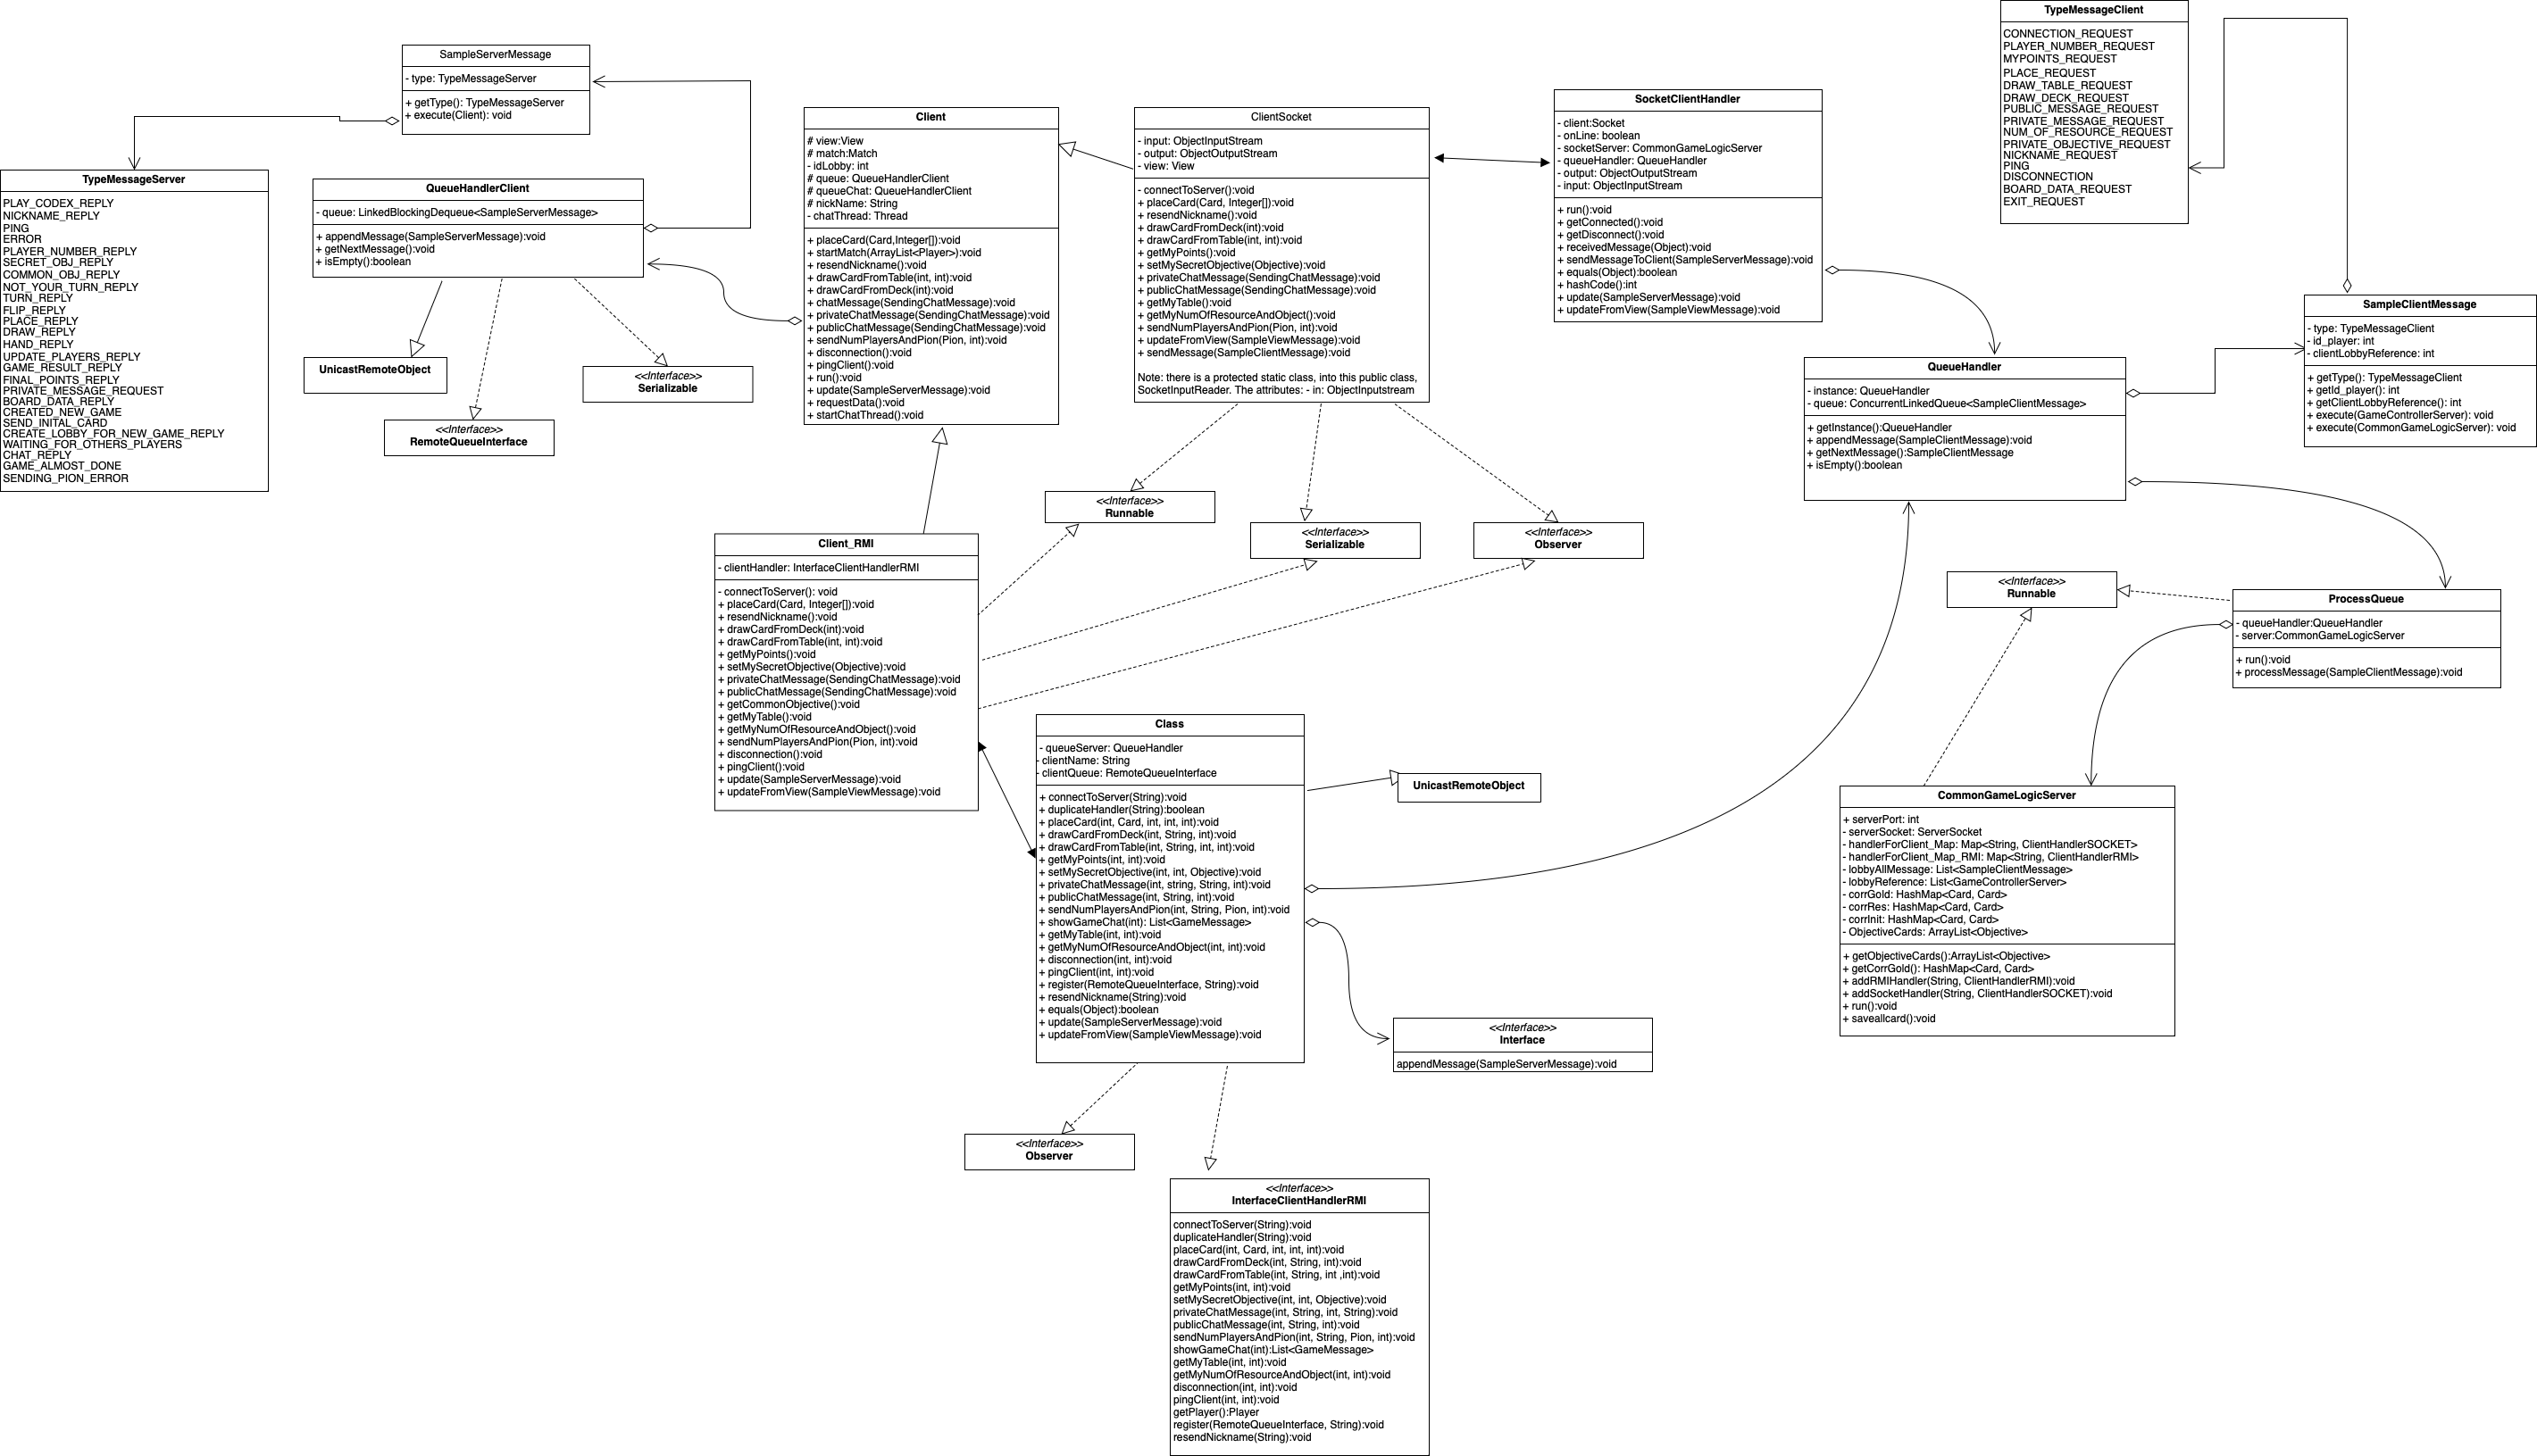 SampleServerMessage
- type: TypeMessageServer
+ getType(): TypeMessageServer
+ execute(Client): void
TypeMessageServer
PLAY_CODEX_REPLY
NICKNAME_REPLY
PING
ERROR
PLAYER_NUMBER_REPLY
SECRET_OBJ_REPLY
COMMON_OBJ_REPLY
NOT_YOUR_TURN_REPLY
TURN_REPLY
FLIP_REPLY
PLACE_REPLY
DRAW_REPLY
HAND_REPLY
UPDATE_PLAYERS_REPLY
GAME_RESULT_REPLY
FINAL_POINTS_REPLY
PRIVATE_MESSAGE_REQUEST
BOARD_DATA_REPLY
CREATED_NEW_GAME
SEND_INITAL_CARD
CREATE_LOBBY_FOR_NEW_GAME_REPLY
WAITING_FOR_OTHERS_PLAYERS
CHAT_REPLY
GAME_ALMOST_DONE
SENDING_PION_ERROR
QueueHandlerClient
- queue: LinkedBlockingDequeue<SampleServerMessage>
+ appendMessage(SampleServerMessage):void
+ getNextMessage():void
+ isEmpty():boolean
UnicastRemoteObject
<<Interface>>
RemoteQueueInterface
<<Interface>>
Serializable
Client
# view:View
# match:Match
- idLobby: int
# queue: QueueHandlerClient
# queueChat: QueueHandlerClient
# nickName: String
- chatThread: Thread
+ placeCard(Card,Integer[]):void
+ startMatch(ArrayList<Player>):void
+ resendNickname():void
+ drawCardFromTable(int, int):void
+ drawCardFromDeck(int):void
+ chatMessage(SendingChatMessage):void
+ privateChatMessage(SendingChatMessage):void
+ publicChatMessage(SendingChatMessage):void
+ sendNumPlayersAndPion(Pion, int):void
+ disconnection():void
+ pingClient():void
+ run():void
+ update(SampleServerMessage):void
+ requestData():void
+ startChatThread():void
ClientSocket
- input: ObjectInputStream
- output: ObjectOutputStream
- view: View
- connectToServer():void
+ placeCard(Card, Integer[]):void
+ resendNickname():void
+ drawCardFromDeck(int):void
+ drawCardFromTable(int, int):void
+ getMyPoints():void
+ setMySecretObjective(Objective):void
+ privateChatMessage(SendingChatMessage):void
+ publicChatMessage(SendingChatMessage):void
+ getMyTable():void
+ getMyNumOfResourceAndObject():void
+ sendNumPlayersAndPion(Pion, int):void
+ updateFromView(SampleViewMessage):void
+ sendMessage(SampleClientMessage):void
Note: there is a protected static class, into this public class,
SocketInputReader. The attributes: - in: ObjectInputstream
SocketClientHandler
- client:Socket
- onLine: boolean
- socketServer: CommonGameLogicServer
- queueHandler: QueueHandler
- output: ObjectOutputStream
- input: ObjectInputStream
+ run():void
+ getConnected():void
+ getDisconnect():void
+ receivedMessage(Object):void
+ sendMessageToClient(SampleServerMessage):void
+ equals(Object):boolean
+ hashCode():int
+ update(SampleServerMessage):void
+ updateFromView(SampleViewMessage):void
TypeMessageClient
CONNECTION_REQUEST
PLAYER_NUMBER_REQUEST
MYPOINTS_REQUEST
PLACE_REQUEST
DRAW_TABLE_REQUEST
DRAW_DECK_REQUEST
PUBLIC_MESSAGE_REQUEST
PRIVATE_MESSAGE_REQUEST
NUM_OF_RESOURCE_REQUEST
PRIVATE_OBJECTIVE_REQUEST
NICKNAME_REQUEST
PING
DISCONNECTION
BOARD_DATA_REQUEST
EXIT_REQUEST
SampleClientMessage
- type: TypeMessageClient
- id_player: int
- clientLobbyReference: int
+ getType(): TypeMessageClient
+ getId_player(): int
+ getClientLobbyReference(): int
+ execute(GameControllerServer): void
+ execute(CommonGameLogicServer): void
QueueHandler
- instance: QueueHandler
- queue: ConcurrentLinkedQueue<SampleClientMessage>
+ getInstance():QueueHandler
+ appendMessage(SampleClientMessage):void
+ getNextMessage():SampleClientMessage
+ isEmpty():boolean
<<Interface>>
Runnable
<<Interface>>
Serializable
<<Interface>>
Observer
Client_RMI
- clientHandler: InterfaceClientHandlerRMI
- connectToServer(): void
+ placeCard(Card, Integer[]):void
+ resendNickname():void
+ drawCardFromDeck(int):void
+ drawCardFromTable(int, int):void
+ getMyPoints():void
+ setMySecretObjective(Objective):void
+ privateChatMessage(SendingChatMessage):void
+ publicChatMessage(SendingChatMessage):void
+ getCommonObjective():void
+ getMyTable():void
+ getMyNumOfResourceAndObject():void
+ sendNumPlayersAndPion(Pion, int):void
+ disconnection():void
+ pingClient():void
+ update(SampleServerMessage):void
+ updateFromView(SampleViewMessage):void
<<Interface>>
Runnable
ProcessQueue
- queueHandler:QueueHandler
- server:CommonGameLogicServer
+ run():void
+ processMessage(SampleClientMessage):void
Class
- queueServer: QueueHandler
- clientName: String
- clientQueue: RemoteQueueInterface
+ connectToServer(String):void
+ duplicateHandler(String):boolean
+ placeCard(int, Card, int, int, int):void
+ drawCardFromDeck(int, String, int):void
+ drawCardFromTable(int, String, int, int):void
+ getMyPoints(int, int):void
+ setMySecretObjective(int, int, Objective):void
+ privateChatMessage(int, string, String, int):void
+ publicChatMessage(int, String, int):void
+ sendNumPlayersAndPion(int, String, Pion, int):void
+ showGameChat(int): List<GameMessage>
+ getMyTable(int, int):void
+ getMyNumOfResourceAndObject(int, int):void
+ disconnection(int, int):void
+ pingClient(int, int):void
+ register(RemoteQueueInterface, String):void
+ resendNickname(String):void
+ equals(Object):boolean
+ update(SampleServerMessage):void
+ updateFromView(SampleViewMessage):void
UnicastRemoteObject
CommonGameLogicServer
+ serverPort: int
- serverSocket: ServerSocket
- handlerForClient_Map: Map<String, ClientHandlerSOCKET>
- handlerForClient_Map_RMI: Map<String, ClientHandlerRMI>
- lobbyAllMessage: List<SampleClientMessage>
- lobbyReference: List<GameControllerServer>
- corrGold: HashMap<Card, Card>
- corrRes: HashMap<Card, Card>
- corrInit: HashMap<Card, Card>
- ObjectiveCards: ArrayList<Objective>
+ getObjectiveCards():ArrayList<Objective>
+ getCorrGold(): HashMap<Card, Card>
+ addRMIHandler(String, ClientHandlerRMI):void
+ addSocketHandler(String, ClientHandlerSOCKET):void
+ run():void
+ saveallcard():void
<<Interface>>
Interface
appendMessage(SampleServerMessage):void
<<Interface>>
Observer
<<Interface>>
InterfaceClientHandlerRMI
connectToServer(String):void
duplicateHandler(String):void
placeCard(int, Card, int, int, int):void
drawCardFromDeck(int, String, int):void
drawCardFromTable(int, String, int ,int):void
getMyPoints(int, int):void
setMySecretObjective(int, int, Objective):void
privateChatMessage(int, String, int, String):void
publicChatMessage(int, String, int):void
sendNumPlayersAndPion(int, String, Pion, int):void
showGameChat(int):List<GameMessage>
getMyTable(int, int):void
getMyNumOfResourceAndObject(int, int):void
disconnection(int, int):void
pingClient(int, int):void
getPlayer():Player
register(RemoteQueueInterface, String):void
resendNickname(String):void